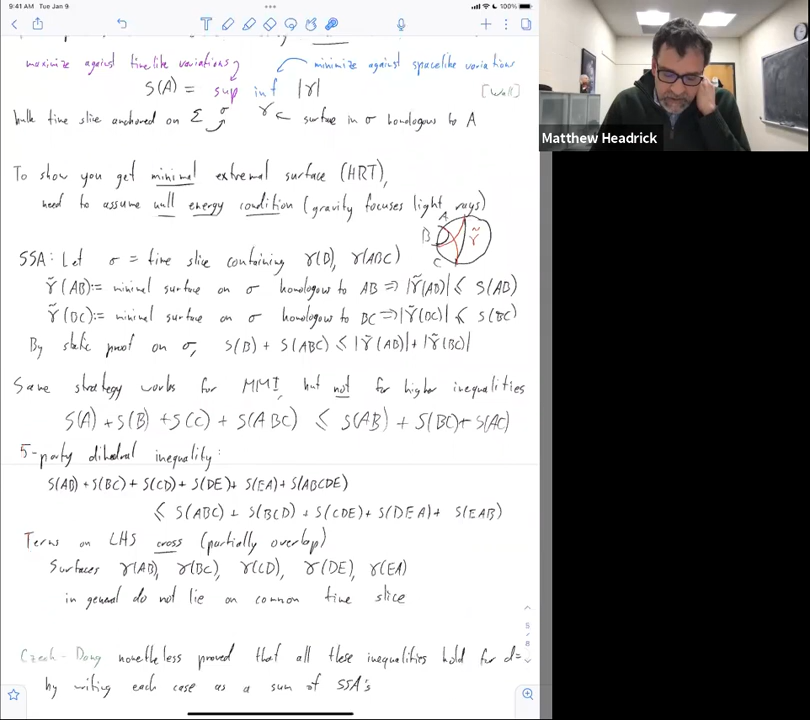 9:41 AM Tue Jan 9
100%
maximize against timelike variations
minimize against spacelike variations
S(A) = sup inf |γ|
[Wall]
σ γ
bulk time slice anchored on Σ
surface in σ homologous to A
To show you get minimal extremal surface (HRT),
need to assume null energy condition (gravity focuses light rays)
A
B
C
γ̃
SSA: Let σ = time slice containing γ(B), γ(ABC)
γ̃(AB):= minimal surface on σ homologous to AB ⇒ |γ̃(AB)| ≤ S(AB)
γ̃(BC):= minimal surface on σ homologous to BC ⇒ |γ̃(BC)| ≤ S(BC)
By static proof on σ, S(B) + S(ABC) ≤ |γ̃(AB)| + |γ̃(BC)|
Same strategy works for MMI, but not for higher inequalities
S(A) + S(B) + S(C) + S(ABC) ≤ S(AB) + S(BC) + S(AC)
5-party dihedral inequality:
S(AB) + S(BC) + S(CD) + S(DE) + S(EA) + S(ABCDE)
≤ S(ABC) + S(BCD) + S(CDE) + S(DEA) + S(EAB)
Terms on LHS cross (partially overlap)
Surfaces γ(AB), γ(BC), γ(CD), γ(DE), γ(EA)
in general do not lie on common time slice
Czech-Dong nonetheless proved that all these inequalities hold for d=
by writing each case as a sum of SSA's
Matthew Headrick